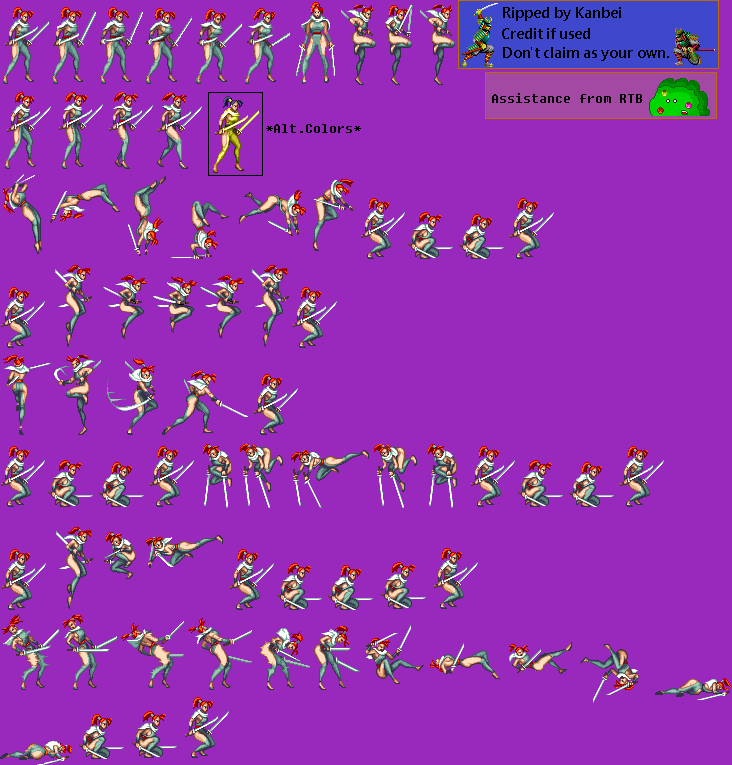 Ripped by Kanbei
Credit if used
Don't claim as your own.
Assistance from RTB
*Alt.Colors*